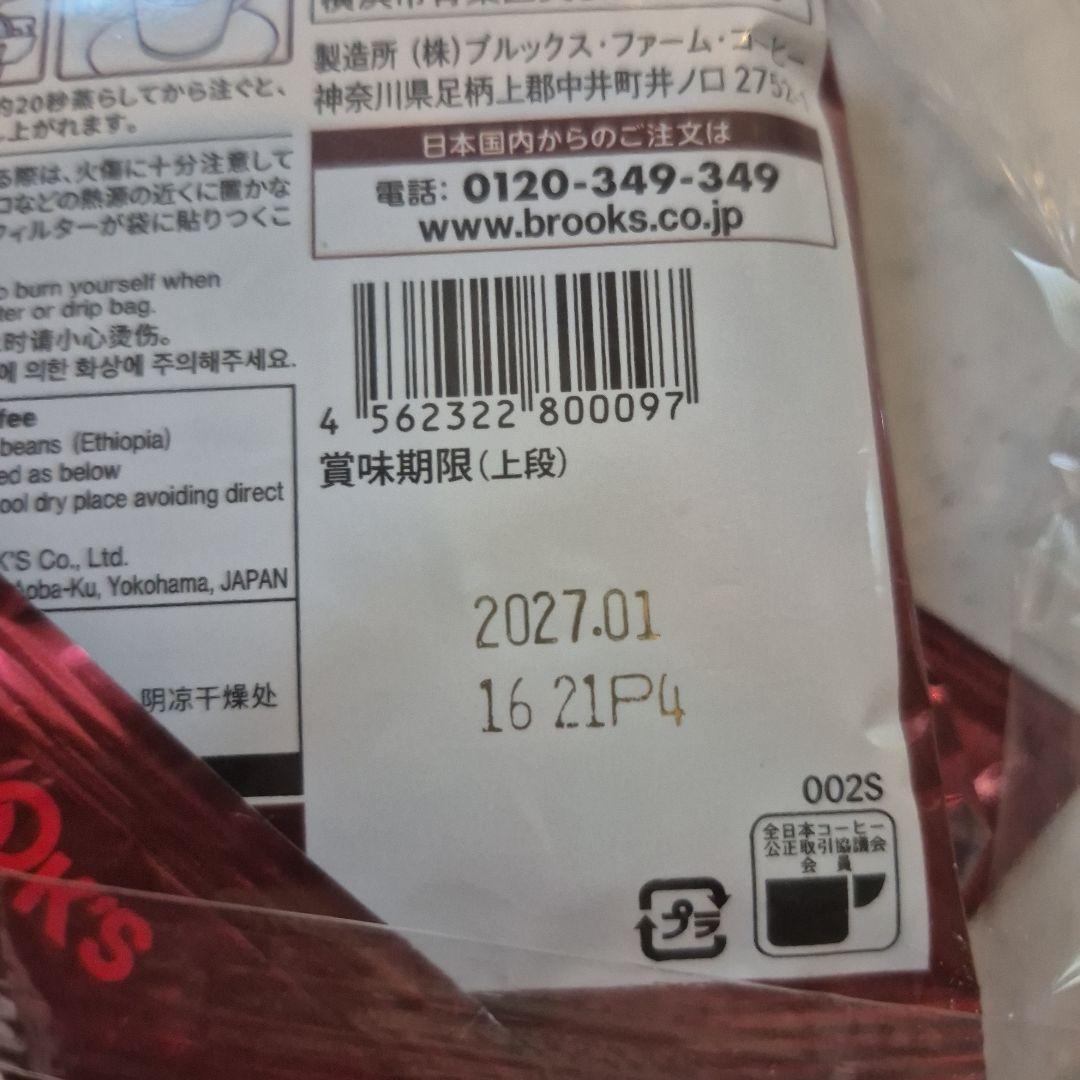 製造所 (株)ブルックス・ファーム・コーヒー
神奈川県足柄上郡中井町井ノ口 2752-1
日本国内からのご注文は
電話: 0120-349-349
www.brooks.co.jp
4 562322 800097
賞味期限(上段)
2027.01
16 21P4
002S
全日本コーヒー
公正取引協議会
会員
プラ
約20秒蒸らしてから注ぐと、
上がれます。
る際は、火傷に十分注意して
コなどの熱源の近くに置かな
フィルターが袋に貼りつくこ
burn yourself when
or drip bag.
时请小心烫伤。
에 의한 화상에 주의해주세요.
beans (Ethiopia)
as below
dry place avoiding direct
K'S Co., Ltd.
Aoba-Ku, Yokohama, JAPAN
阴凉干燥处
OK'S